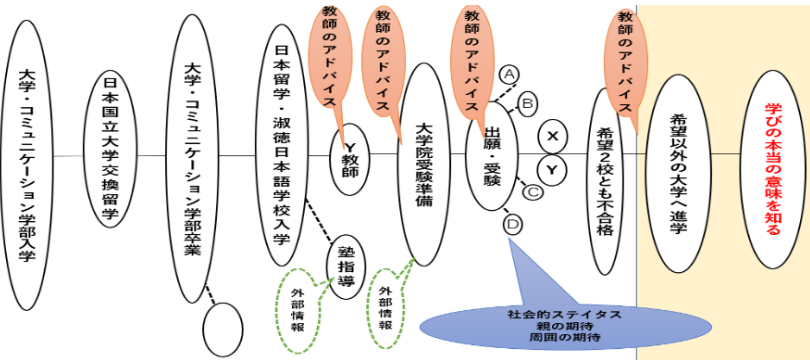 大学・コミュニケーション学部入学
日本国立大学交換留学
大学・コミュニケーション学部卒業
日本留学・淑徳日本語学校入学
教師のアドバイス
Y教師
塾指導
外部情報
教師のアドバイス
大学院受験準備
外部情報
教師のアドバイス
出願・受験
A
B
C
D
X
Y
社会的ステイタス
親の期待
周囲の期待
希望2校とも不合格
教師のアドバイス
希望以外の大学へ進学
学びの本当の意味を知る